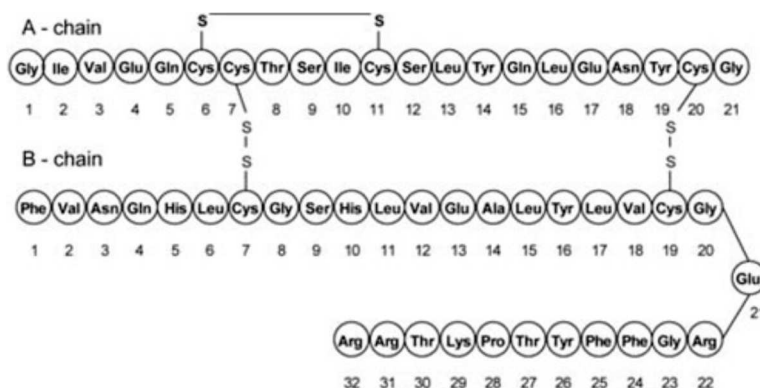 S S
A - chain
Gly Ile Val Glu Gln Cys Cys Thr Ser Ile Cys Ser Leu Tyr Gln Leu Glu Asn Tyr Cys Gly
1 2 3 4 5 6 7 8 9 10 11 12 13 14 15 16 17 18 19 20 21
S S
B - chain S S
Phe Val Asn Gln His Leu Cys Gly Ser His Leu Val Glu Ala Leu Tyr Leu Val Cys Gly
1 2 3 4 5 6 7 8 9 10 11 12 13 14 15 16 17 18 19 20
Glu
Arg Arg Thr Lys Pro Thr Tyr Phe Phe Gly Arg
32 31 30 29 28 27 26 25 24 23 22